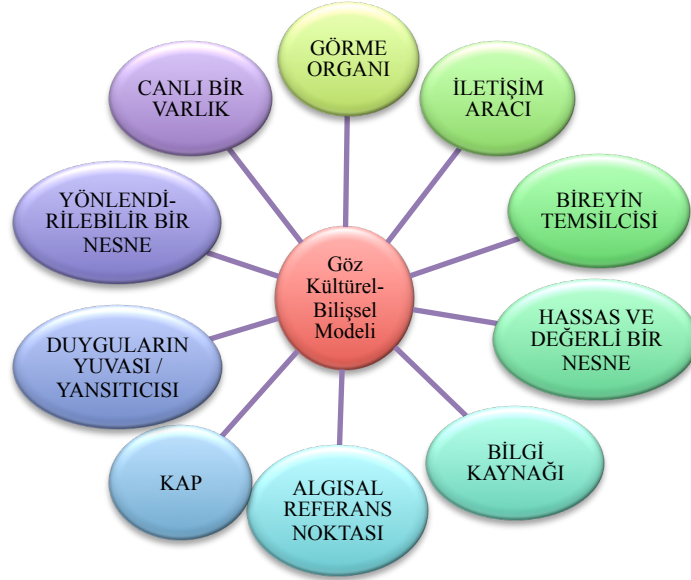 GÖRME
ORGANI
İLETİŞİM
ARACI
BİREYİN
TEMSİLCİSİ
HASSAS VE
DEĞERLİ BİR
NESNE
BİLGİ
KAYNAĞI
ALGISAL
REFERANS
NOKTASI
KAP
DUYGULARIN
YUVASI /
YANSITICISI
YÖNLENDİ-
RİLEBİLİR BİR
NESNE
CANLI BİR
VARLIK
Göz
Kültürel-
Bilişsel
Modeli